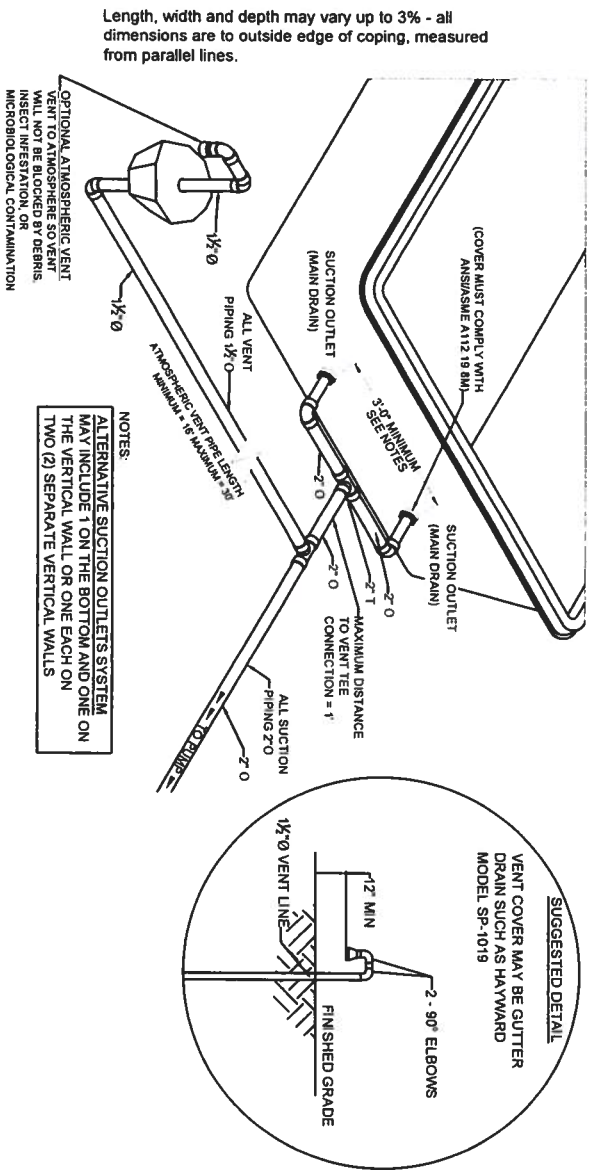 Length, width and depth may vary up to 3% - all
dimensions are to outside edge of coping, measured
from parallel lines.
(COVER MUST COMPLY WITH
ANSI/ASME A112 19 8M)
SUCTION OUTLET
(MAIN DRAIN)
3'-0" MINIMUM
SEE NOTES
SUCTION OUTLET
(MAIN DRAIN)
2" O
2" O
2" T
2" O
MAXIMUM DISTANCE
TO VENT TEE
CONNECTION = 1'
ALL SUCTION
PIPING 2"O
2" O
TO PUMP
ALL VENT
PIPING 1½"O
ATMOSPHERIC VENT PIPE LENGTH
MINIMUM = 16' MAXIMUM = 30'
1½"Ø
1½"Ø
OPTIONAL ATMOSPHERIC VENT
VENT TO ATMOSPHERE SO VENT
WILL NOT BE BLOCKED BY DEBRIS,
INSECT INFESTATION, OR
MICROBIOLOGICAL CONTAMINATION
NOTES:
ALTERNATIVE SUCTION OUTLETS SYSTEM
MAY INCLUDE 1 ON THE BOTTOM AND ONE ON
THE VERTICAL WALL OR ONE EACH ON
TWO (2) SEPARATE VERTICAL WALLS
SUGGESTED DETAIL
VENT COVER MAY BE GUTTER
DRAIN SUCH AS HAYWARD
MODEL SP-1019
2 - 90° ELBOWS
12" MIN
FINISHED GRADE
1½"Ø VENT LINE